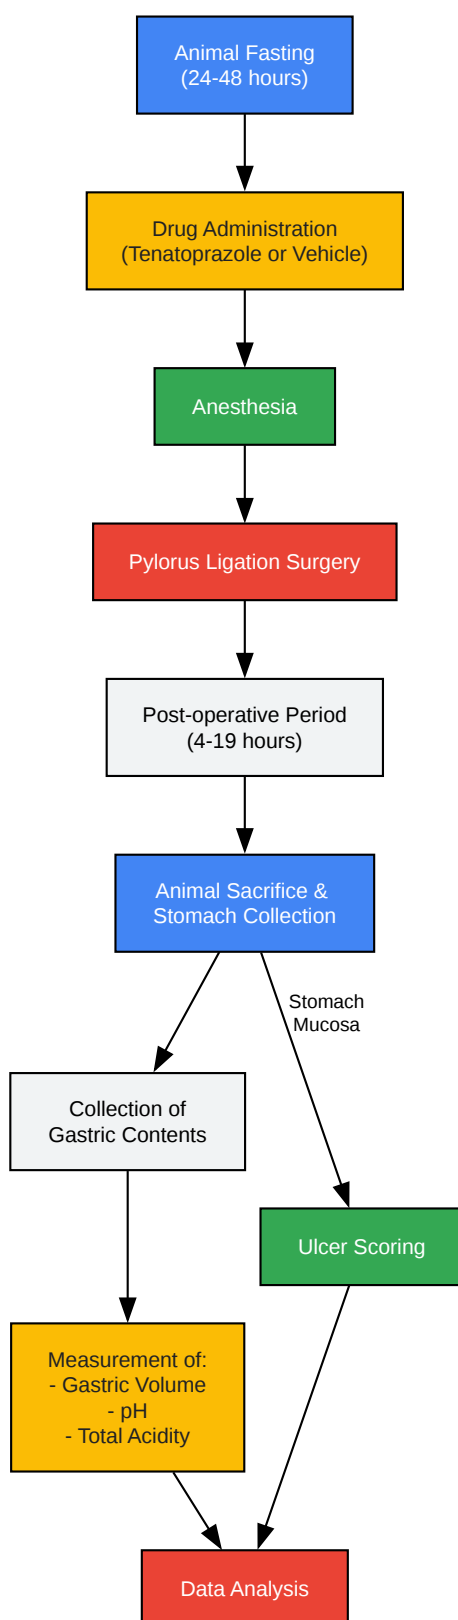 Animal Fasting
(24-48 hours)
Drug Administration
(Tenatoprazole or Vehicle)
Anesthesia
Pylorus Ligation Surgery
Post-operative Period
(4-19 hours)
Animal Sacrifice &
Stomach Collection
Stomach
Mucosa
Collection of
Gastric Contents
Ulcer Scoring
Measurement of:
- Gastric Volume
- pH
- Total Acidity
Data Analysis